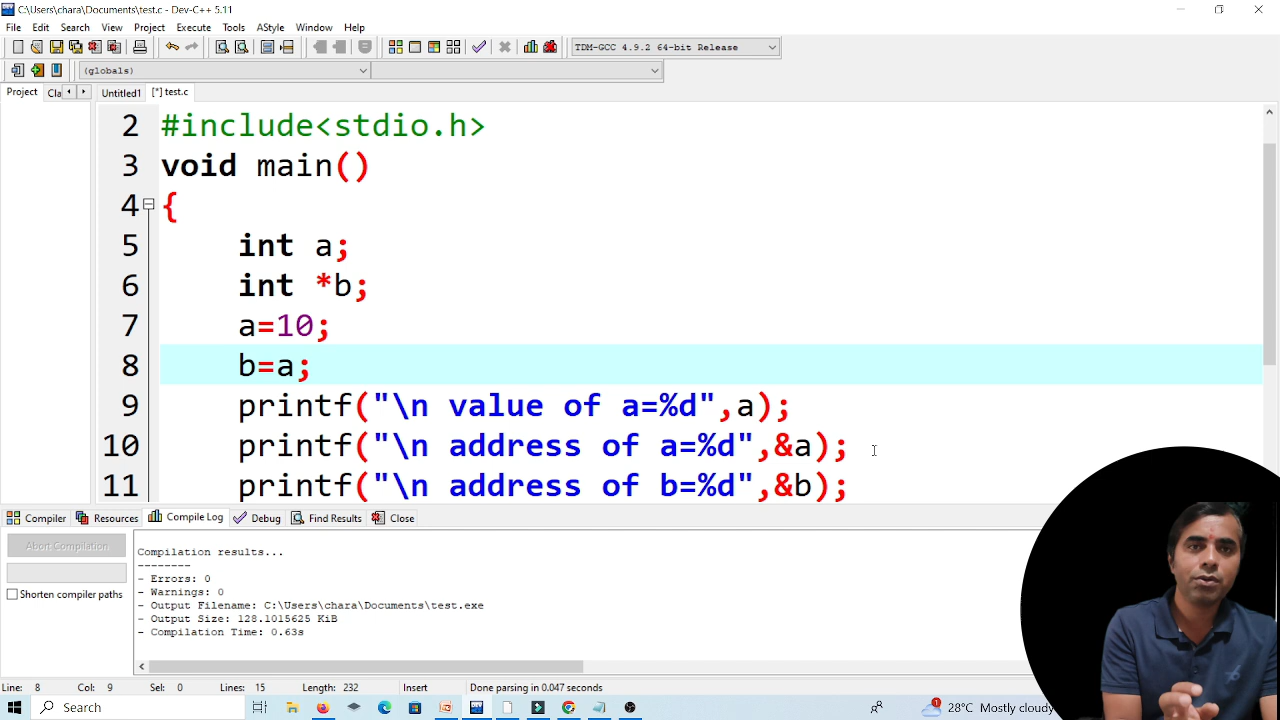 C:\Users\chara\Documents\test.c - Dev-C++ 5.11
File Edit Search View Project Execute Tools AStyle Window Help
TDM-GCC 4.9.2 64-bit Release
(globals)
Project Cla Untitled1 [*] test.c
2 #include<stdio.h>
3 void main()
4 {
5 int a;
6 int *b;
7 a=10;
8 b=a;
9 printf("\n value of a=%d",a);
10 printf("\n address of a=%d",&a);
11 printf("\n address of b=%d",&b);
Compiler Resources Compile Log Debug Find Results Close
Abort Compilation
Shorten compiler paths
Compilation results...
--------
- Errors: 0
- Warnings: 0
- Output Filename: C:\Users\chara\Documents\test.exe
- Output Size: 128.1015625 KiB
- Compilation Time: 0.63s
Line: 8 Col: 9 Sel: 0 Lines: 15 Length: 232 Insert Done parsing in 0.047 seconds
Search
1 28°C Mostly cloudy